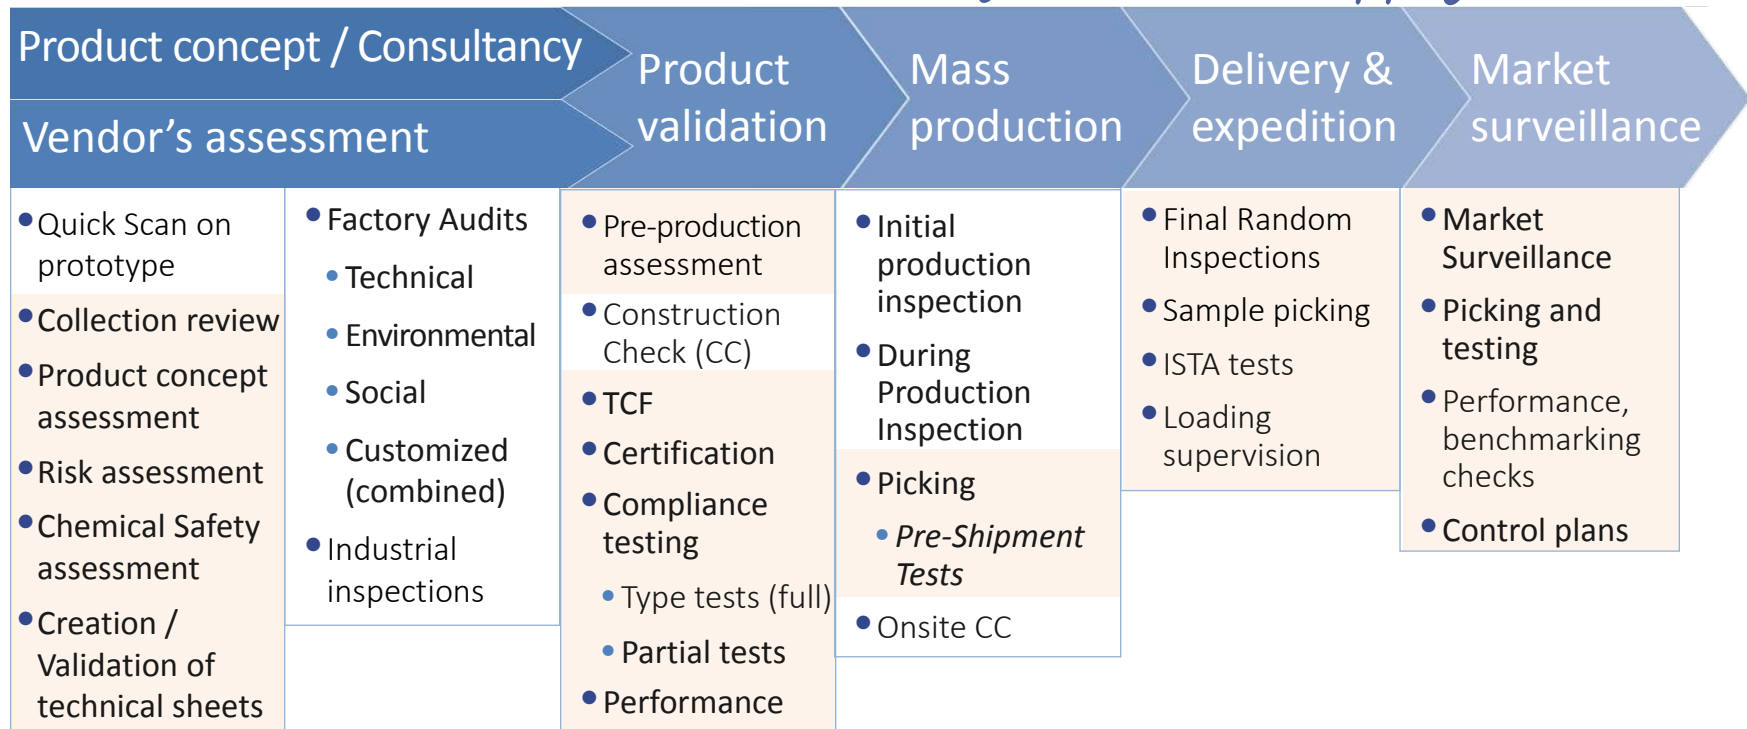 Product concept / Consultancy
Vendor's assessment
Product
validation
Mass
production
Delivery &
expedition
Market
surveillance
Quick Scan on
prototype
Collection review
Product concept
assessment
Risk assessment
Chemical Safety
assessment
Creation /
Validation of
technical sheets
Factory Audits
Technical
Environmental
Social
Customized
(combined)
Industrial
inspections
Pre-production
assessment
Construction
Check (CC)
TCF
Certification
Compliance
testing
Type tests (full)
Partial tests
Performance
Initial
production
inspection
During
Production
Inspection
Picking
Pre-Shipment
Tests
Onsite CC
Final Random
Inspections
Sample picking
ISTA tests
Loading
supervision
Market
Surveillance
Picking and
testing
Performance,
benchmarking
checks
Control plans